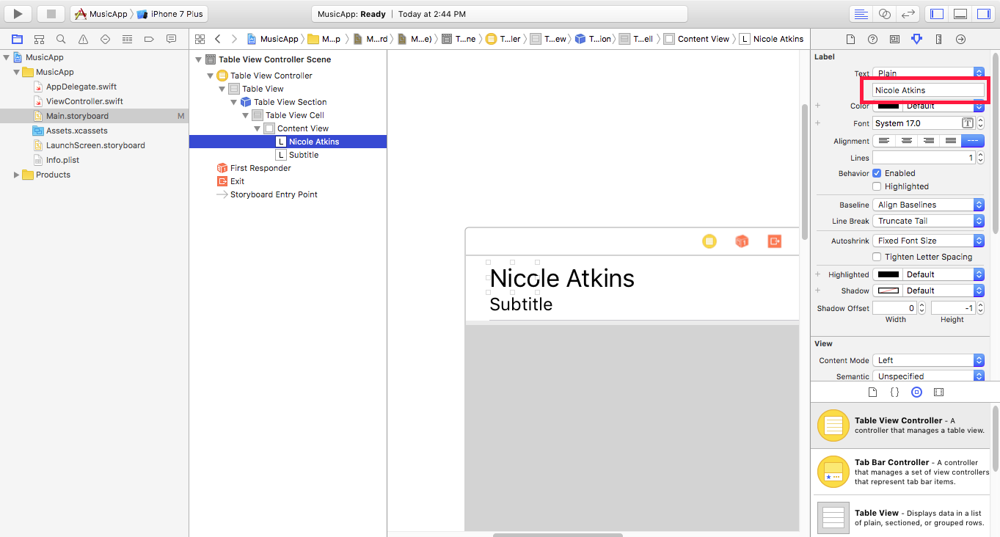 MusicApp iPhone 7 Plus
MusicApp: Ready | Today at 2:44 PM
MusicApp M...p M...rd M...e) T...ne T...ler T...ew T...ion T...ell Content View L Nicole Atkins
MusicApp
MusicApp
AppDelegate.swift
ViewController.swift
Main.storyboard M
Assets.xcassets
LaunchScreen.storyboard
Info.plist
Products
Table View Controller Scene
Table View Controller
Table View
Table View Section
Table View Cell
Content View
L Nicole Atkins
L Subtitle
First Responder
Exit
Storyboard Entry Point
Nicole Atkins
Subtitle
Label
Text Plain
Nicole Atkins
Color Default
Font System 17.0 T
Alignment
Lines 1
Behavior Enabled
Highlighted
Baseline Align Baselines
Line Break Truncate Tail
Autoshrink Fixed Font Size
Tighten Letter Spacing
Highlighted Default
Shadow Default
Shadow Offset 0 -1
Width Height
View
Content Mode Left
Semantic Unspecified
{}
Table View Controller - A
controller that manages a table view.
Tab Bar Controller - A controller
that manages a set of view controllers
that represent tab bar items.
Table View - Displays data in a list
of plain, sectioned, or grouped rows.